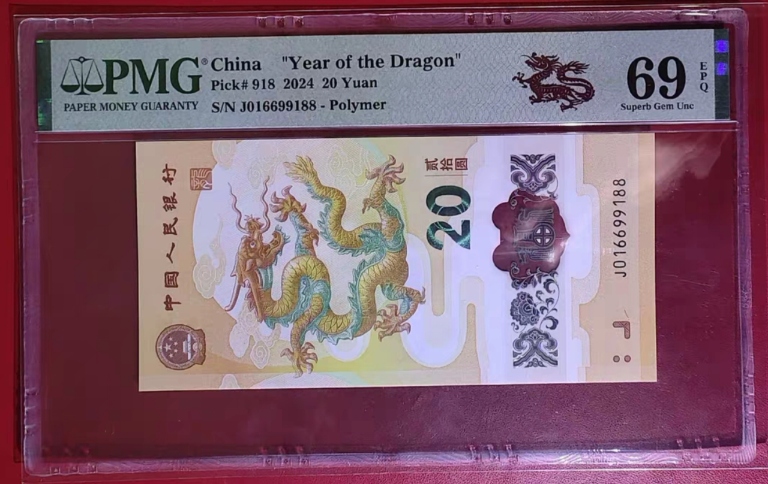 PMG® China "Year of the Dragon"
PAPER MONEY GUARANTY
Pick# 918 2024 20 Yuan
S/N J016699188 - Polymer
69
EPQ
Superb Gem Unc
中国人民银行
贰拾圆
20
J016699188